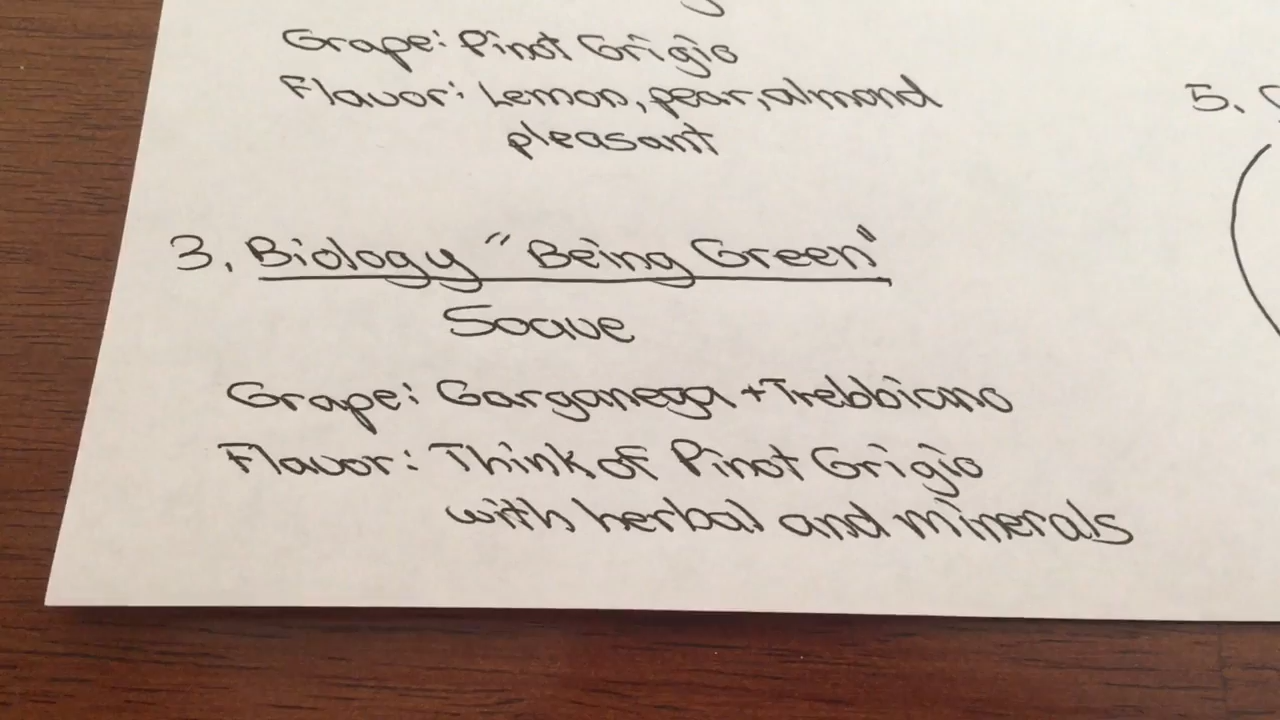 Grape: Pinot Grigio
Flavor: Lemon, pear, almond
pleasant
3. Biology "Being Green"
Soave
Grape: Garganega + Trebbiano
Flavor: Think of Pinot Grigio
with herbal and minerals
5.